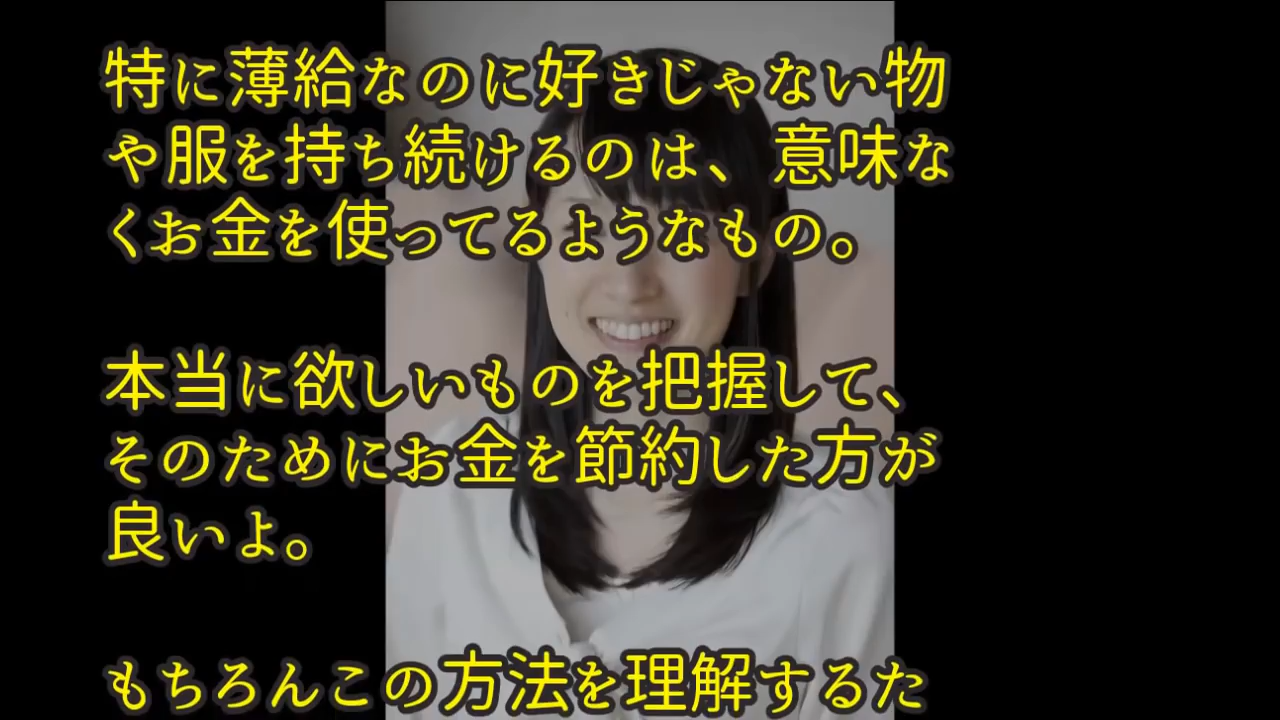 特に薄給なのに好きじゃない物
や服を持ち続けるのは、意味な
くお金を使ってるようなもの。
本当に欲しいものを把握して、
そのためにお金を節約した方が
良いよ。
もちろんこの方法を理解するた